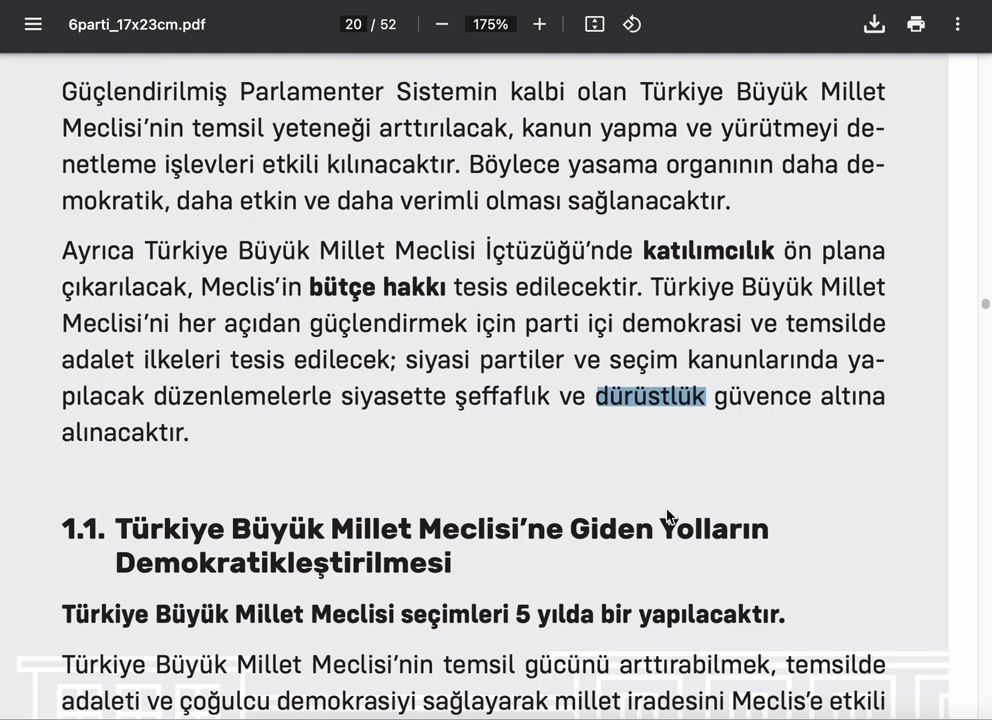 6parti_17x23cm.pdf
20 / 52
175%
Güçlendirilmiş Parlamenter Sistemin kalbi olan Türkiye Büyük Millet
Meclisi’nin temsil yeteneği arttırılacak, kanun yapma ve yürütmeyi de-
netleme işlevleri etkili kılınacaktır. Böylece yasama organının daha de-
mokratik, daha etkin ve daha verimli olması sağlanacaktır.
Ayrıca Türkiye Büyük Millet Meclisi İçtüzüğü’nde katılımcılık ön plana
çıkarılacak, Meclis’in bütçe hakkı tesis edilecektir. Türkiye Büyük Millet
Meclisi’ni her açıdan güçlendirmek için parti içi demokrasi ve temsilde
adalet ilkeleri tesis edilecek; siyasi partiler ve seçim kanunlarında ya-
pılacak düzenlemelerle siyasette şeffaflık ve dürüstlük güvence altına
alınacaktır.
1.1. Türkiye Büyük Millet Meclisi’ne Giden Yolların
Demokratikleştirilmesi
Türkiye Büyük Millet Meclisi seçimleri 5 yılda bir yapılacaktır.
Türkiye Büyük Millet Meclisi’nin temsil gücünü arttırabilmek, temsilde
adaleti ve çoğulcu demokrasiyi sağlayarak millet iradesini Meclis’e etkili